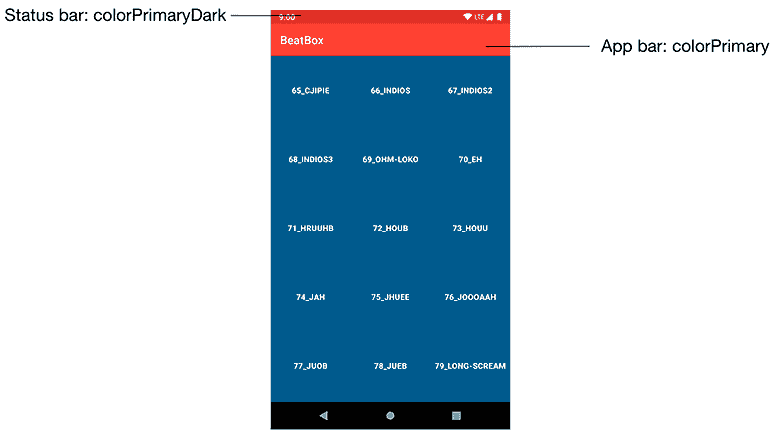 Status bar: colorPrimaryDark
9:00
LTE
BeatBox
App bar: colorPrimary
65_CJIPIE 66_INDIOS 67_INDIOS2
68_INDIOS3 69_OHM-LOKO 70_EH
71_HRUUHB 72_HOUB 73_HOUU
74_JAH 75_JHUEE 76_JOOOAAH
77_JUOB 78_JUEB 79_LONG-SCREAM